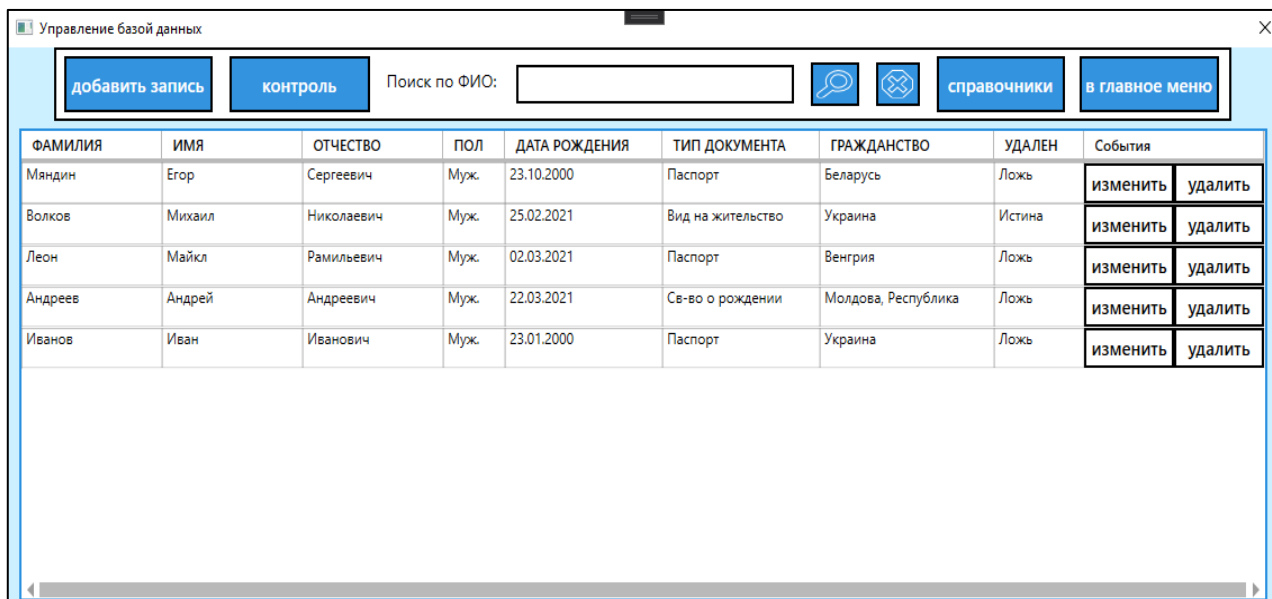 Управление базой данных
добавить запись контроль Поиск по ФИО: справочники в главное меню
ФАМИЛИЯ ИМЯ ОТЧЕСТВО ПОЛ ДАТА РОЖДЕНИЯ ТИП ДОКУМЕНТА ГРАЖДАНСТВО УДАЛЕН События
Мяндин Егор Сергеевич Муж. 23.10.2000 Паспорт Беларусь Ложь изменить удалить
Волков Михаил Николаевич Муж. 25.02.2021 Вид на жительство Украина Истина изменить удалить
Леон Майкл Рамильевич Муж. 02.03.2021 Паспорт Венгрия Ложь изменить удалить
Андреев Андрей Андреевич Муж. 22.03.2021 Св-во о рождении Молдова, Республика Ложь изменить удалить
Иванов Иван Иванович Муж. 23.01.2000 Паспорт Украина Ложь изменить удалить